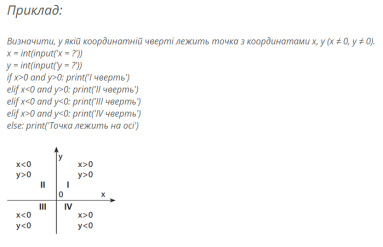 Приклад:
Визначити, у якій координатній чверті лежить точка з координатами x, y (x ≠ 0, y ≠ 0).
x = int(input('x = ?'))
y = int(input('y = ?'))
if x>0 and y>0: print('I чверть')
elif x<0 and y>0: print('II чверть')
elif x<0 and y<0: print('III чверть')
elif x>0 and y<0: print('IV чверть')
else: print('Точка лежить на осі')
y
x<0 x>0
y>0 y>0
II I
0 x
III IV
x<0 x>0
y<0 y<0